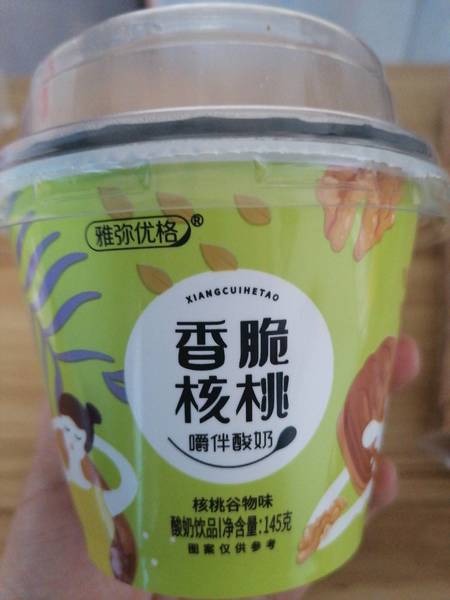 雅弥优格®
XIANGCUIHETAO
香脆
核桃
嚼伴酸奶
核桃谷物味
酸奶饮品|净含量:145克
图案仅供参考